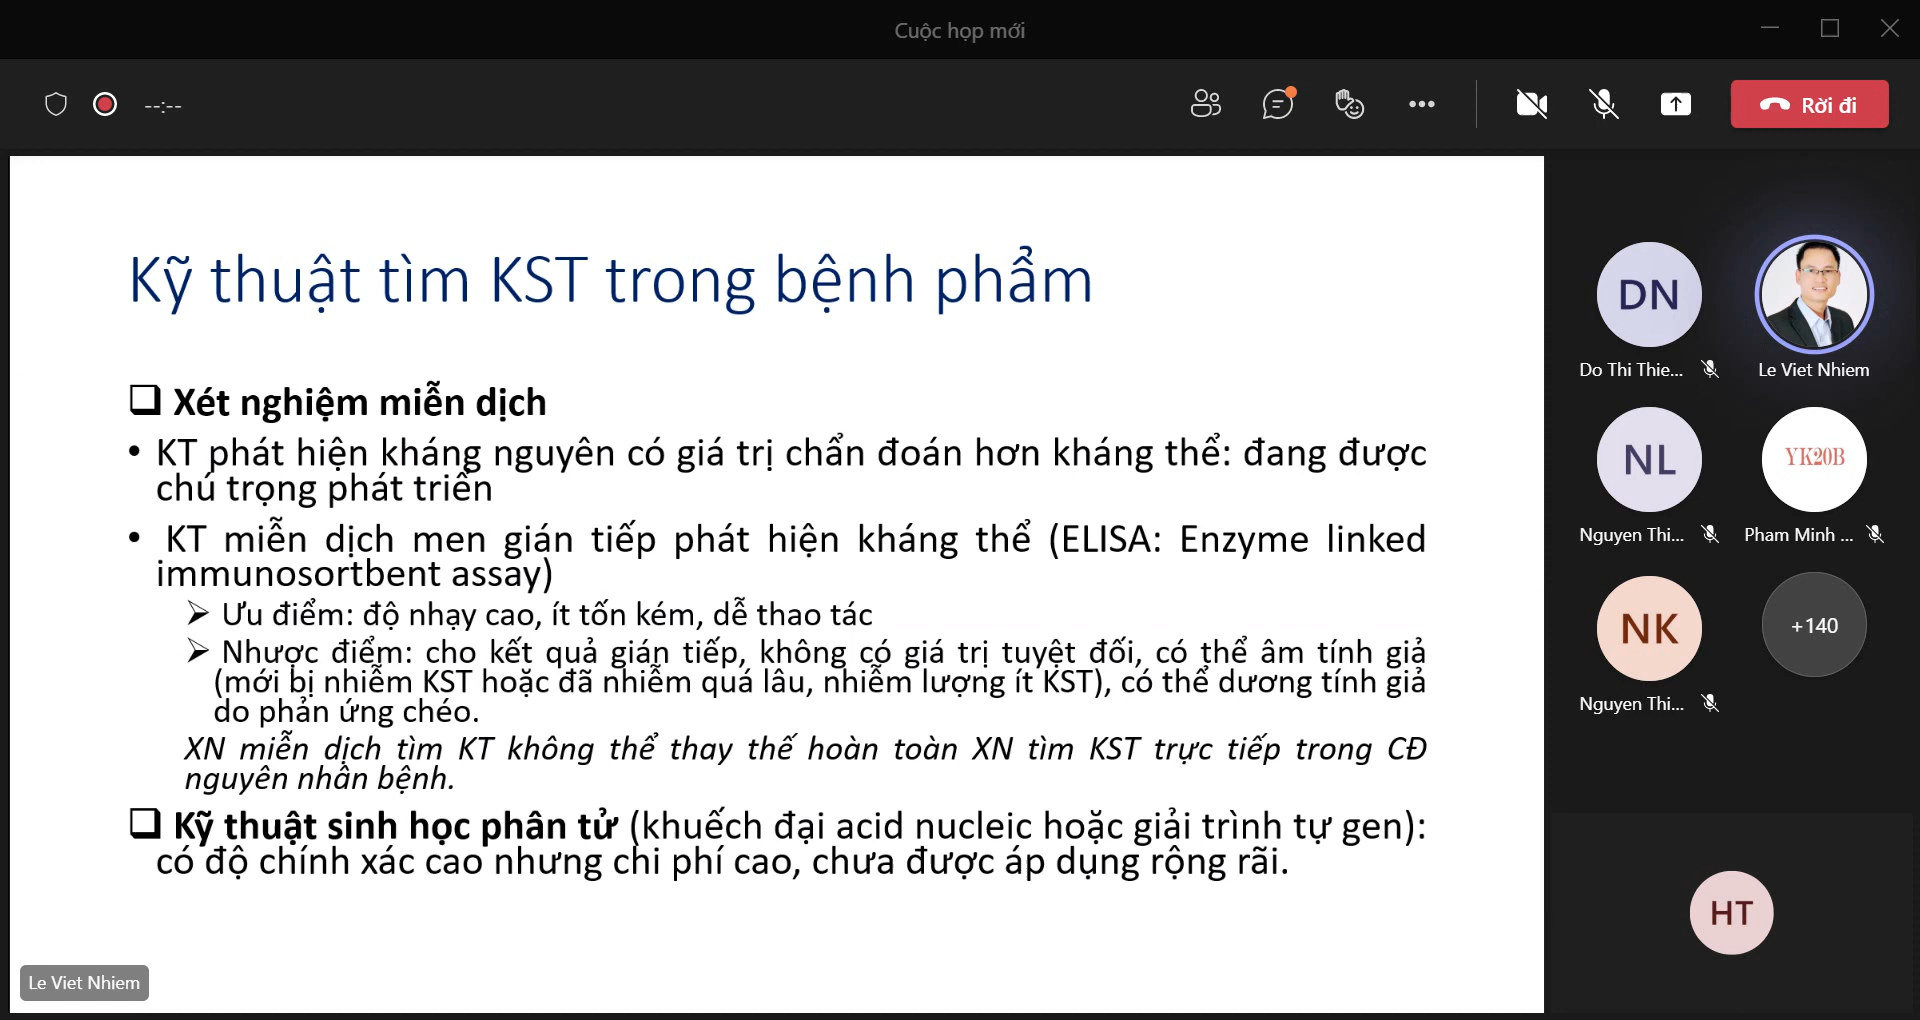 Cuộc họp mới
--:--
Rời đi
Kỹ thuật tìm KST trong bệnh phẩm
Xét nghiệm miễn dịch
• KT phát hiện kháng nguyên có giá trị chẩn đoán hơn kháng thể: đang được
chú trọng phát triển
• KT miễn dịch men gián tiếp phát hiện kháng thể (ELISA: Enzyme linked
immunosortbent assay)
➢ Ưu điểm: độ nhạy cao, ít tốn kém, dễ thao tác
➢ Nhược điểm: cho kết quả gián tiếp, không có giá trị tuyệt đối, có thể âm tính giả
(mới bị nhiễm KST hoặc đã nhiễm quá lâu, nhiễm lượng ít KST), có thể dương tính giả
do phản ứng chéo.
XN miễn dịch tìm KT không thể thay thế hoàn toàn XN tìm KST trực tiếp trong CĐ
nguyên nhân bệnh.
Kỹ thuật sinh học phân tử (khuếch đại acid nucleic hoặc giải trình tự gen):
có độ chính xác cao nhưng chi phí cao, chưa được áp dụng rộng rãi.
Le Viet Nhiem
DN
Do Thi Thie...
Le Viet Nhiem
NL
YK20B
Nguyen Thi...
Pham Minh ...
NK
+140
Nguyen Thi...
HT